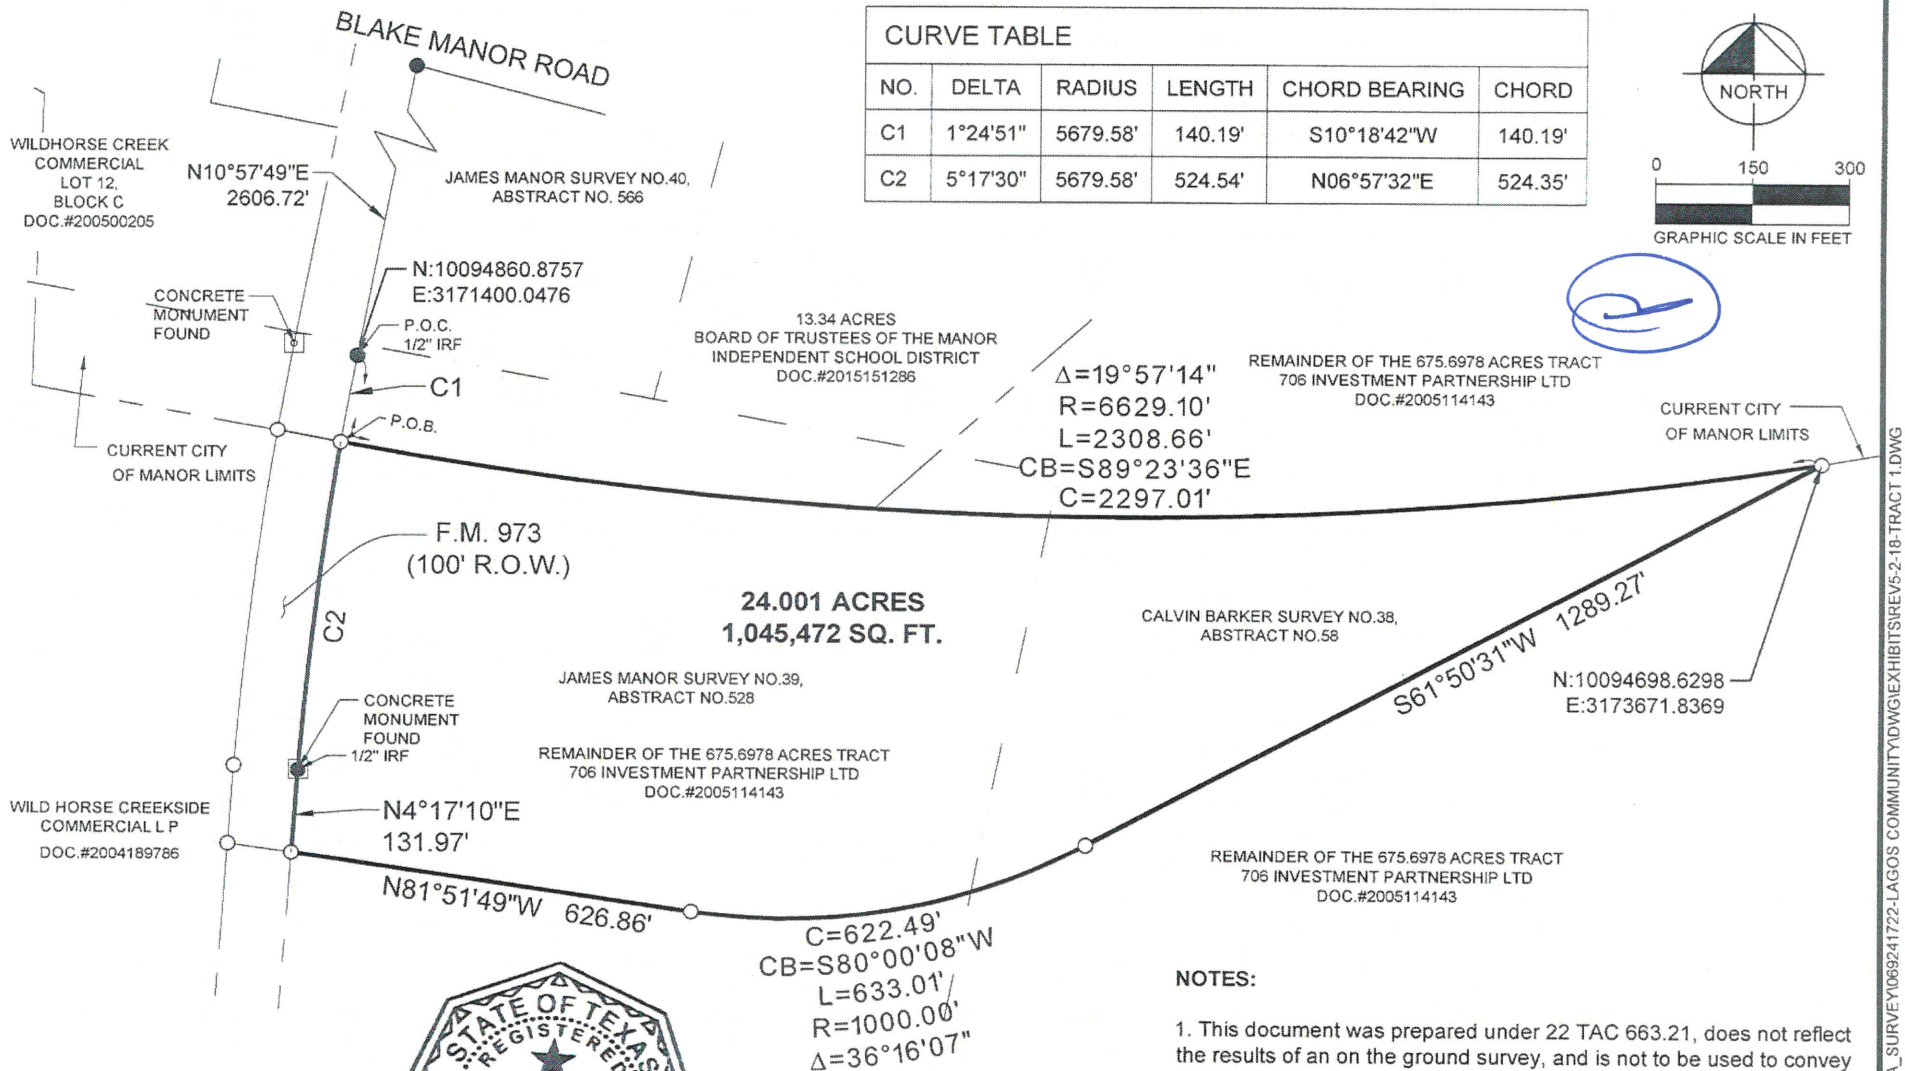 BLAKE MANOR ROAD
CURVE TABLE
NO. DELTA RADIUS LENGTH CHORD BEARING CHORD
C1 1°24'51" 5679.58' 140.19' S10°18'42"W 140.19'
C2 5°17'30" 5679.58' 524.54' N06°57'32"E 524.35'
NORTH
0 150 300
GRAPHIC SCALE IN FEET
WILDHORSE CREEK
COMMERCIAL
LOT 12,
BLOCK C
DOC.#200500205
N10°57'49"E
2606.72'
JAMES MANOR SURVEY NO.40,
ABSTRACT NO. 566
N:10094860.8757
E:3171400.0476
CONCRETE
MONUMENT
FOUND
P.O.C.
1/2" IRF
C1
P.O.B.
13.34 ACRES
BOARD OF TRUSTEES OF THE MANOR
INDEPENDENT SCHOOL DISTRICT
DOC.#2015151286
Δ=19°57'14"
R=6629.10'
L=2308.66'
CB=S89°23'36"E
C=2297.01'
REMAINDER OF THE 675.6978 ACRES TRACT
706 INVESTMENT PARTNERSHIP LTD
DOC.#2005114143
CURRENT CITY
OF MANOR LIMITS
CURRENT CITY
OF MANOR LIMITS
F.M. 973
(100' R.O.W.)
C2
24.001 ACRES
1,045,472 SQ. FT.
CALVIN BARKER SURVEY NO.38,
ABSTRACT NO.58
S61°50'31"W 1289.27'
N:10094698.6298
E:3173671.8369
JAMES MANOR SURVEY NO.39,
ABSTRACT NO.528
CONCRETE
MONUMENT
FOUND
1/2" IRF
REMAINDER OF THE 675.6978 ACRES TRACT
706 INVESTMENT PARTNERSHIP LTD
DOC.#2005114143
WILD HORSE CREEKSIDE
COMMERCIAL L P
DOC.#2004189786
N4°17'10"E
131.97'
N81°51'49"W 626.86'
C=622.49'
CB=S80°00'08"W
L=633.01'
R=1000.00'
Δ=36°16'07"
REMAINDER OF THE 675.6978 ACRES TRACT
706 INVESTMENT PARTNERSHIP LTD
DOC.#2005114143
STATE OF TEXAS
REGISTERED
NOTES:
1. This document was prepared under 22 TAC 663.21, does not reflect
the results of an on the ground survey, and is not to be used to convey
A_SURVEY\069241722-LAGOS COMMUNITY\DWG\EXHIBITS\REV5-2-18-TRACT 1.DWG